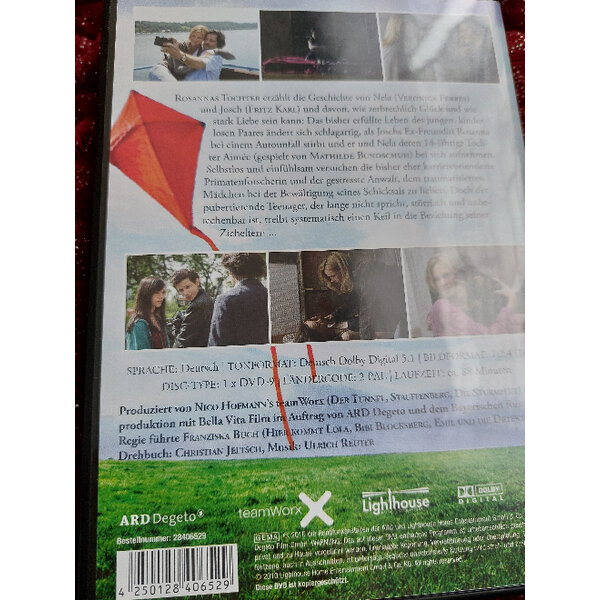 Rosannas Tochter erzählt die Geschichte von Nela (Veronica Ferres)
und Josch (Fritz Karl) und davon, wie zerbrechlich Glück und wie
stark Liebe sein kann: Das bisher erfüllte Leben des jungen, kinder-
losen Paares ändert sich schlagartig, als Joschs Ex-Freundin Rosanna
bei einem Autounfall stirbt und er und Nela deren 14-jährige Toch-
ter Aimée (gespielt von Mathilde Bundschuh) bei sich aufnehmen.
Selbstlos und einfühlsam versuchen die bisher eher karriereorientierte
Primatenforscherin und der gestresste Anwalt, dem traumatisierten
Mädchen bei der Bewältigung seines Schicksals zu helfen. Doch der
pubertierende Teenager, der lange nicht spricht, störrisch und unbe-
rechenbar ist, treibt systematisch einen Keil in die Beziehung seiner
Zieheltern ...
SPRACHE: Deutsch | TONFORMAT: Deutsch Dolby Digital 5.1 | BILDFORMAT:
DISC-TYPE: 1 x DVD-9 | LÄNDERCODE: 2 PAL | LAUFZEIT: ca. 88 Minuten
Produziert von Nico Hofmann's teamWorx (Der Tunnel, Stauffenberg, Die
produktion mit Bella Vita Film im Auftrag von ARD Degeto und dem Bayerischen
Regie führte Franziska Buch (Hier kommt Lola, Bibi Blocksberg, Emil und die
Drehbuch: Christian Jeltsch, Musik: Ulrich Reuter
ARD Degeto
teamWorx
Lighthouse
DOLBY
DIGITAL
Bestellnummer: 28406529
GEMA
© 2010 Lighthouse Home Entertainment GmbH & Co. KG. All rights reserved.
Diese DVD ist kopiergeschützt.
4 250128 406529